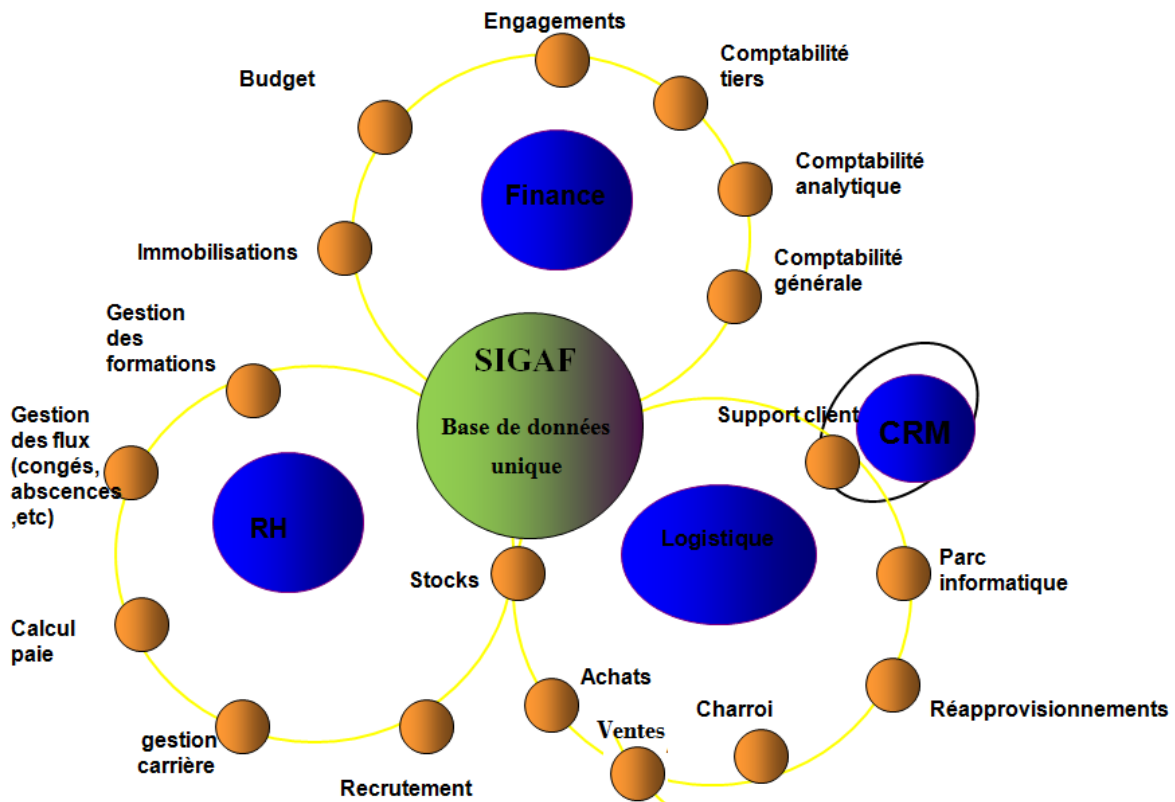 Engagements
Comptabilité
tiers
Budget
Comptabilité
analytique
Finance
Immobilisations
Comptabilité
générale
Gestion
des
formations
SIGAF
Base de données
unique
Support client
CRM
Gestion
des flux
(congés,
abscences
,etc)
RH
Logistique
Stocks
Parc
informatique
Calcul
paie
Achats
Ventes
Charroi
Réapprovisionnements
gestion
carrière
Recrutement